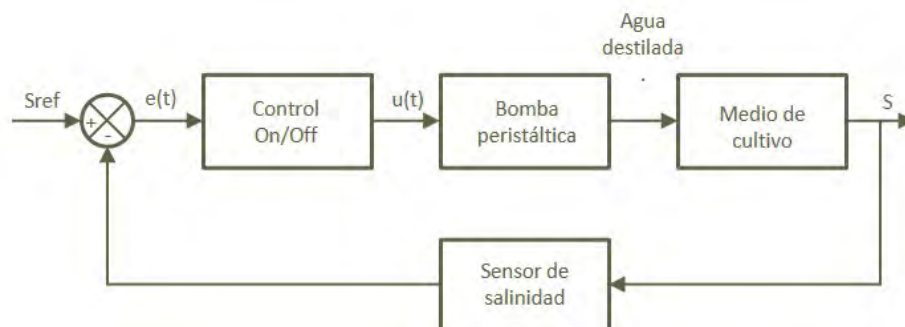 Agua
destilada
Sref
+
-
e(t)
Control
On/Off
u(t)
Bomba
peristáltica
Medio de
cultivo
S
Sensor de
salinidad